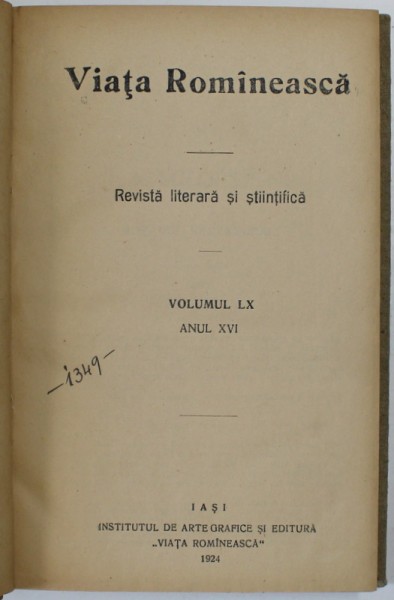 Viaţa Romînească
Revistă literară şi ştiinţifică
VOLUMUL LX
ANUL XVI
—1349—
IAŞI
INSTITUTUL DE ARTE GRAFICE ŞI EDITURĂ
„VIAŢA ROMÎNEASCĂ"
1924